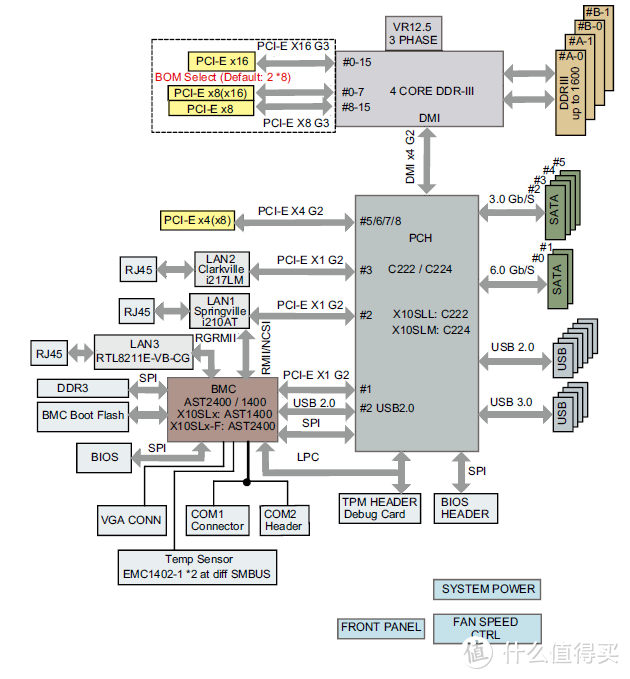 VR12.5
3 PHASE
#B-1
#B-0
#A-1
#A-0
DDRIII
up to 1600
PCI-E X16 G3
PCI-E x16
#0-15
BOM Select (Default: 2 *8)
PCI-E x8(x16)
#0-7
4 CORE DDR-III
PCI-E x8
#8-15
PCI-E X8 G3
DMI
DMI x4 G2
#5
#4
#3
#2
3.0 Gb/S
SATA
PCI-E x4(x8)
PCI-E X4 G2
#5/6/7/8
PCH
#1
#0
6.0 Gb/S
SATA
RJ45
LAN2
Clarkville
i217LM
PCI-E X1 G2
#3
C222 / C224
RJ45
LAN1
Springville
i210AT
PCI-E X1 G2
#2
X10SLL: C222
X10SLM: C224
RGRMII
RMII/NCSI
RJ45
LAN3
RTL8211E-VB-CG
USB 2.0
USB
DDR3
SPI
BMC
AST2400 / 1400
X10SLx: AST1400
X10SLx-F: AST2400
PCI-E X1 G2
#1
USB 2.0
#2 USB2.0
SPI
USB 3.0
USB
BMC Boot Flash
BIOS
SPI
LPC
SPI
VGA CONN
COM1
Connector
COM2
Header
TPM HEADER
Debug Card
BIOS
HEADER
Temp Sensor
EMC1402-1 *2 at diff SMBUS
SYSTEM POWER
FRONT PANEL
FAN SPEED
CTRL
值 什么值得买